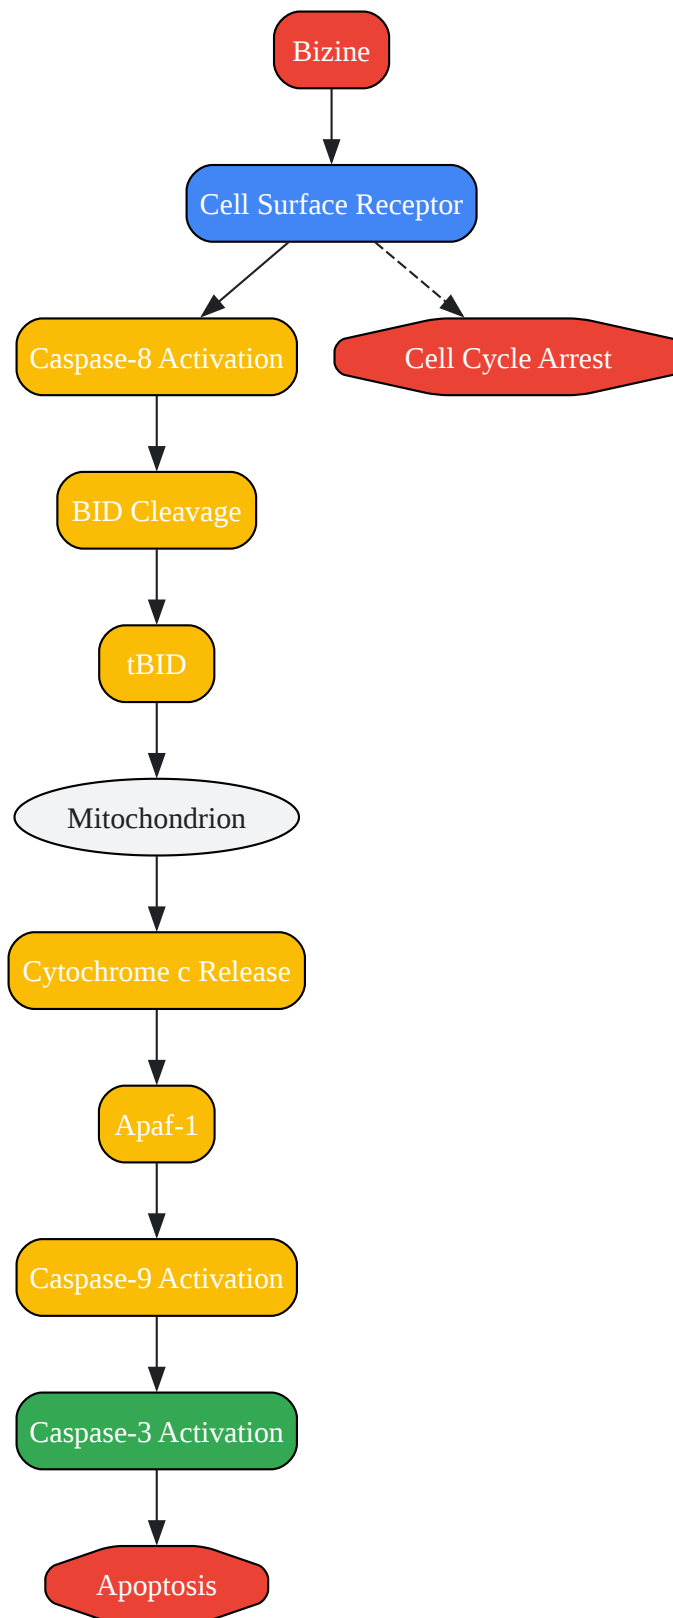 Bizine
Cell Surface Receptor
Caspase-8 Activation
Cell Cycle Arrest
BID Cleavage
tBID
Mitochondrion
Cytochrome c Release
Apaf-1
Caspase-9 Activation
Caspase-3 Activation
Apoptosis